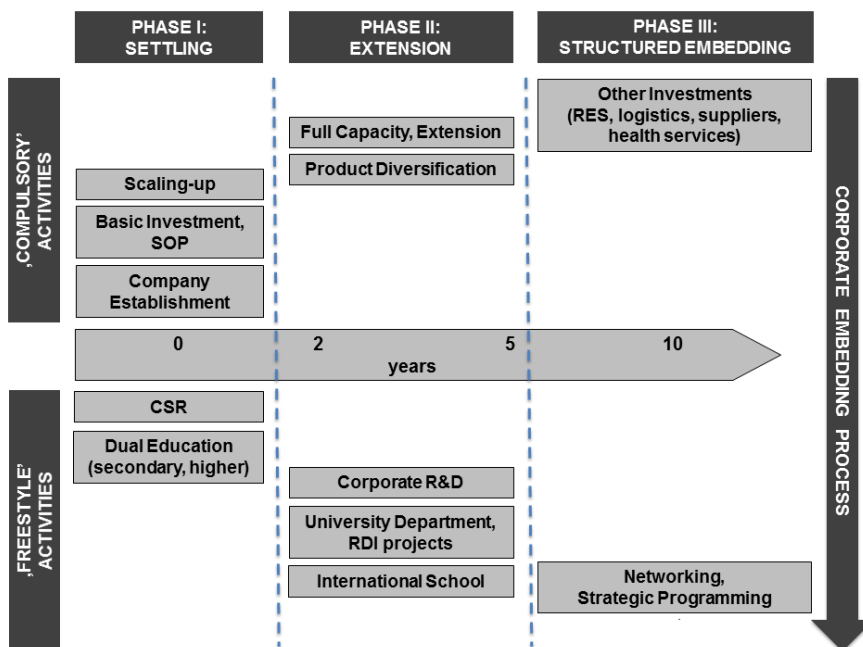 PHASE I:
SETTLING
PHASE II:
EXTENSION
PHASE III:
STRUCTURED EMBEDDING
‚COMPULSORY’
ACTIVITIES
Scaling-up
Basic Investment,
SOP
Company
Establishment
Full Capacity, Extension
Product Diversification
Other Investments
(RES, logistics, suppliers,
health services)
0 2 5 10
years
‚FREESTYLE’
ACTIVITIES
CSR
Dual Education
(secondary, higher)
Corporate R&D
University Department,
RDI projects
International School
Networking,
Strategic Programming
CORPORATE EMBEDDING PROCESS